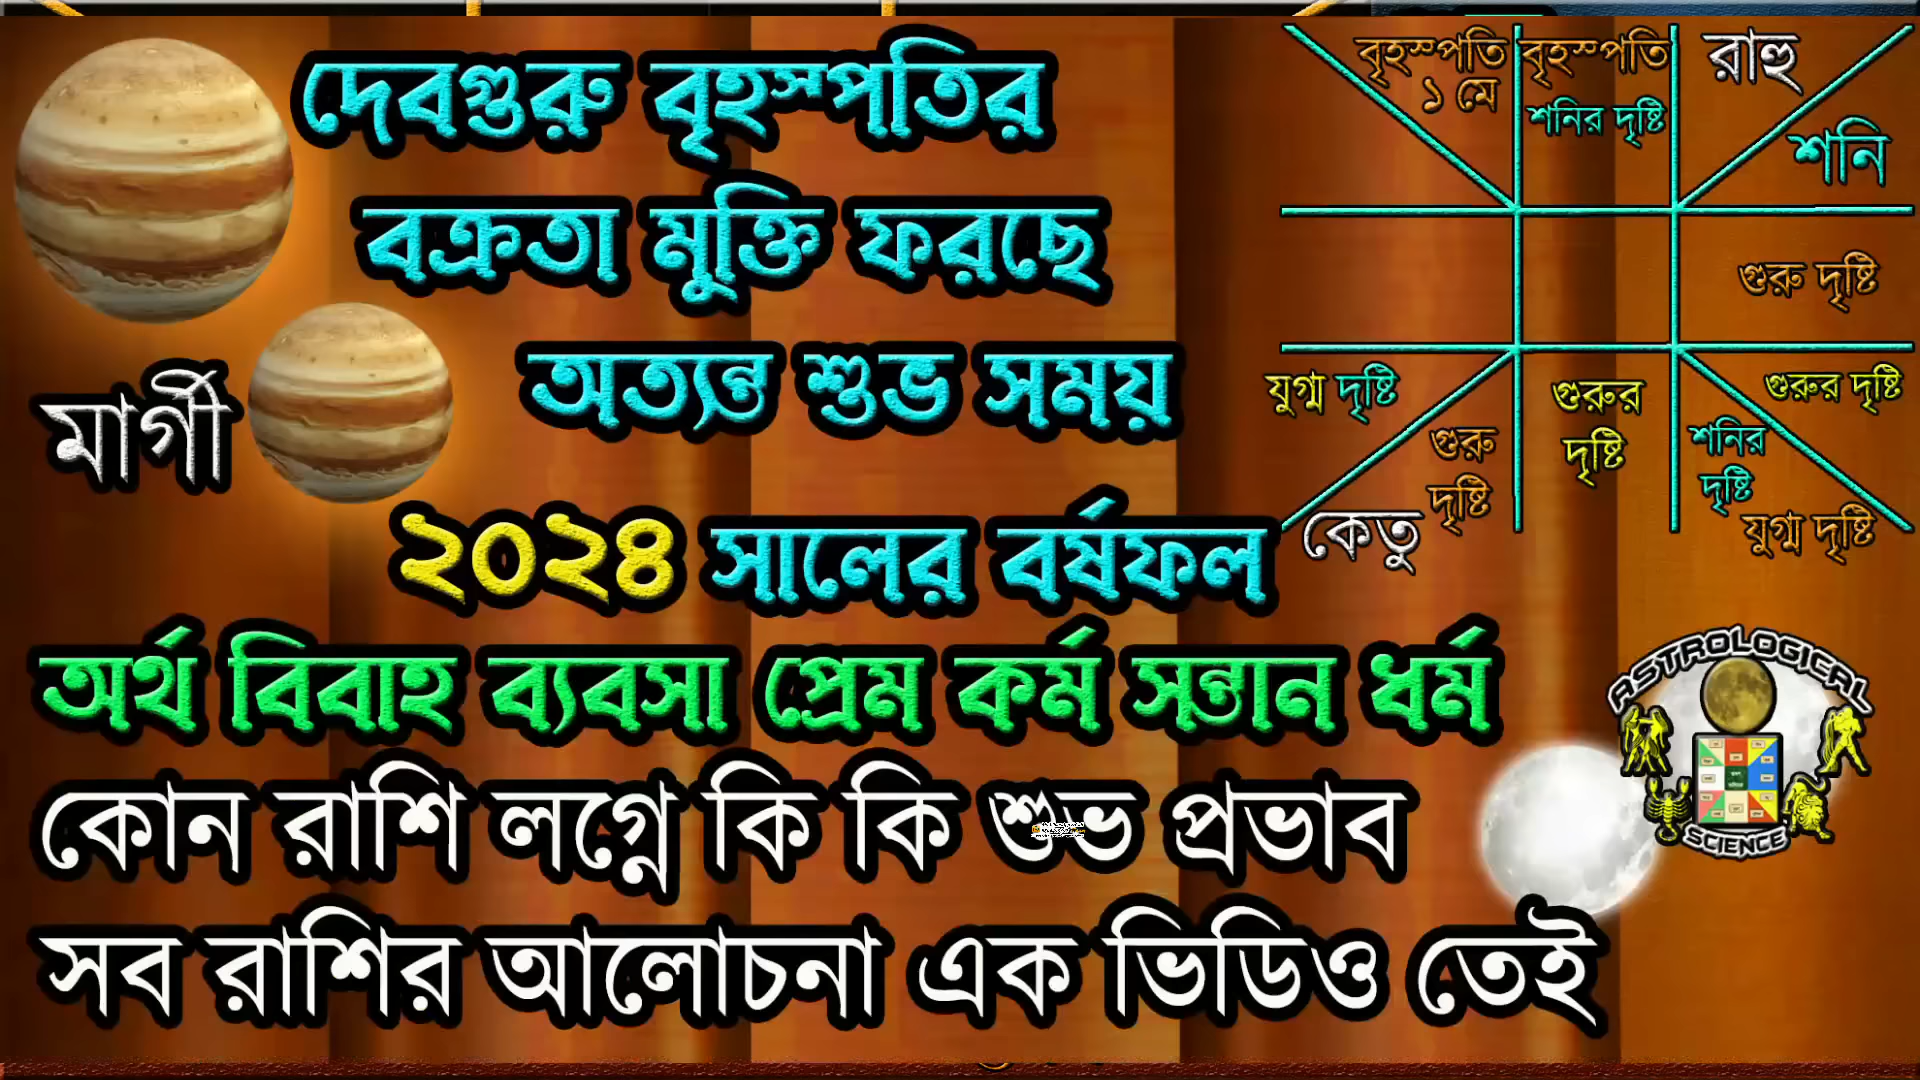 দেবগুরু বৃহস্পতির
বক্রতা মুক্তি ফরছে
অত্যন্ত শুভ সময়
মার্গী
২০২৪ সালের বর্ষফল
অর্থ বিবাহ ব্যবসা প্রেম কর্ম সন্তান ধর্ম
কোন রাশি লগ্নে কি কি শুভ প্রভাব
সব রাশির আলোচনা এক ভিডিও তেই
বৃহস্পতি
১ মে
বৃহস্পতি
শনির দৃষ্টি
রাহু
শনি
গুরু দৃষ্টি
যুগ্ম দৃষ্টি
গুরু
দৃষ্টি
কেতু
গুরুর
দৃষ্টি
গুরুর দৃষ্টি
শনির
দৃষ্টি
যুগ্ম দৃষ্টি
ASTROLOGICAL
SCIENCE